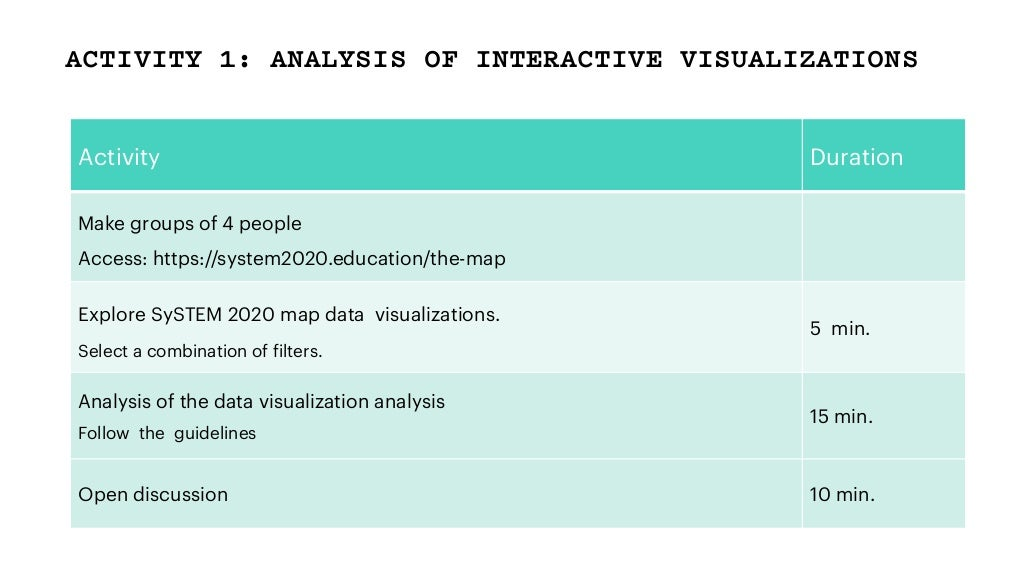 ACTIVITY 1: ANALYSIS OF INTERACTIVE VISUALIZATIONS
Activity
Duration
Make groups of 4 people
Access: https://system2020.education/the-map
Explore SySTEM 2020 map data  visualizations.
Select a combination of filters.
5  min.
Analysis of the data visualization analysis
Follow  the  guidelines
15 min.
Open discussion
10 min.